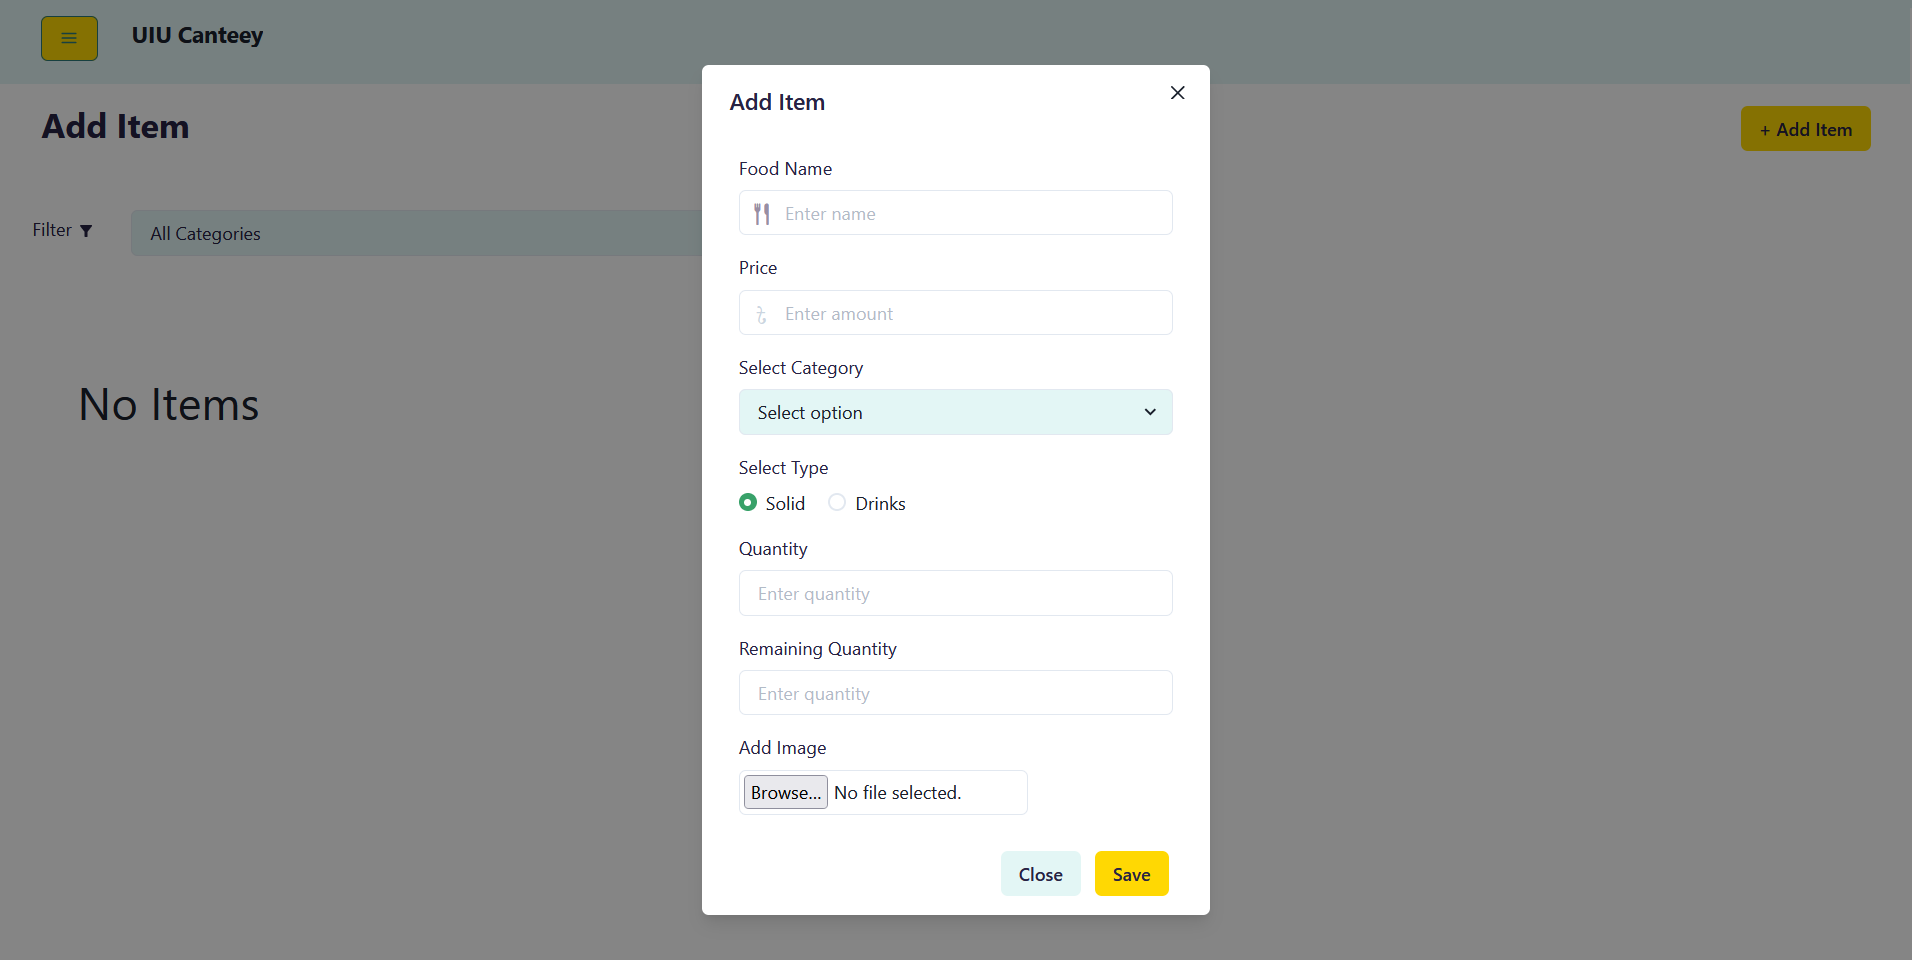 UIU Canteey
Add Item
+ Add Item
Filter
All Categories
No Items
Add Item
Food Name
Enter name
Price
৳ Enter amount
Select Category
Select option
Select Type
Solid Drinks
Quantity
Enter quantity
Remaining Quantity
Enter quantity
Add Image
Browse... No file selected.
Close Save